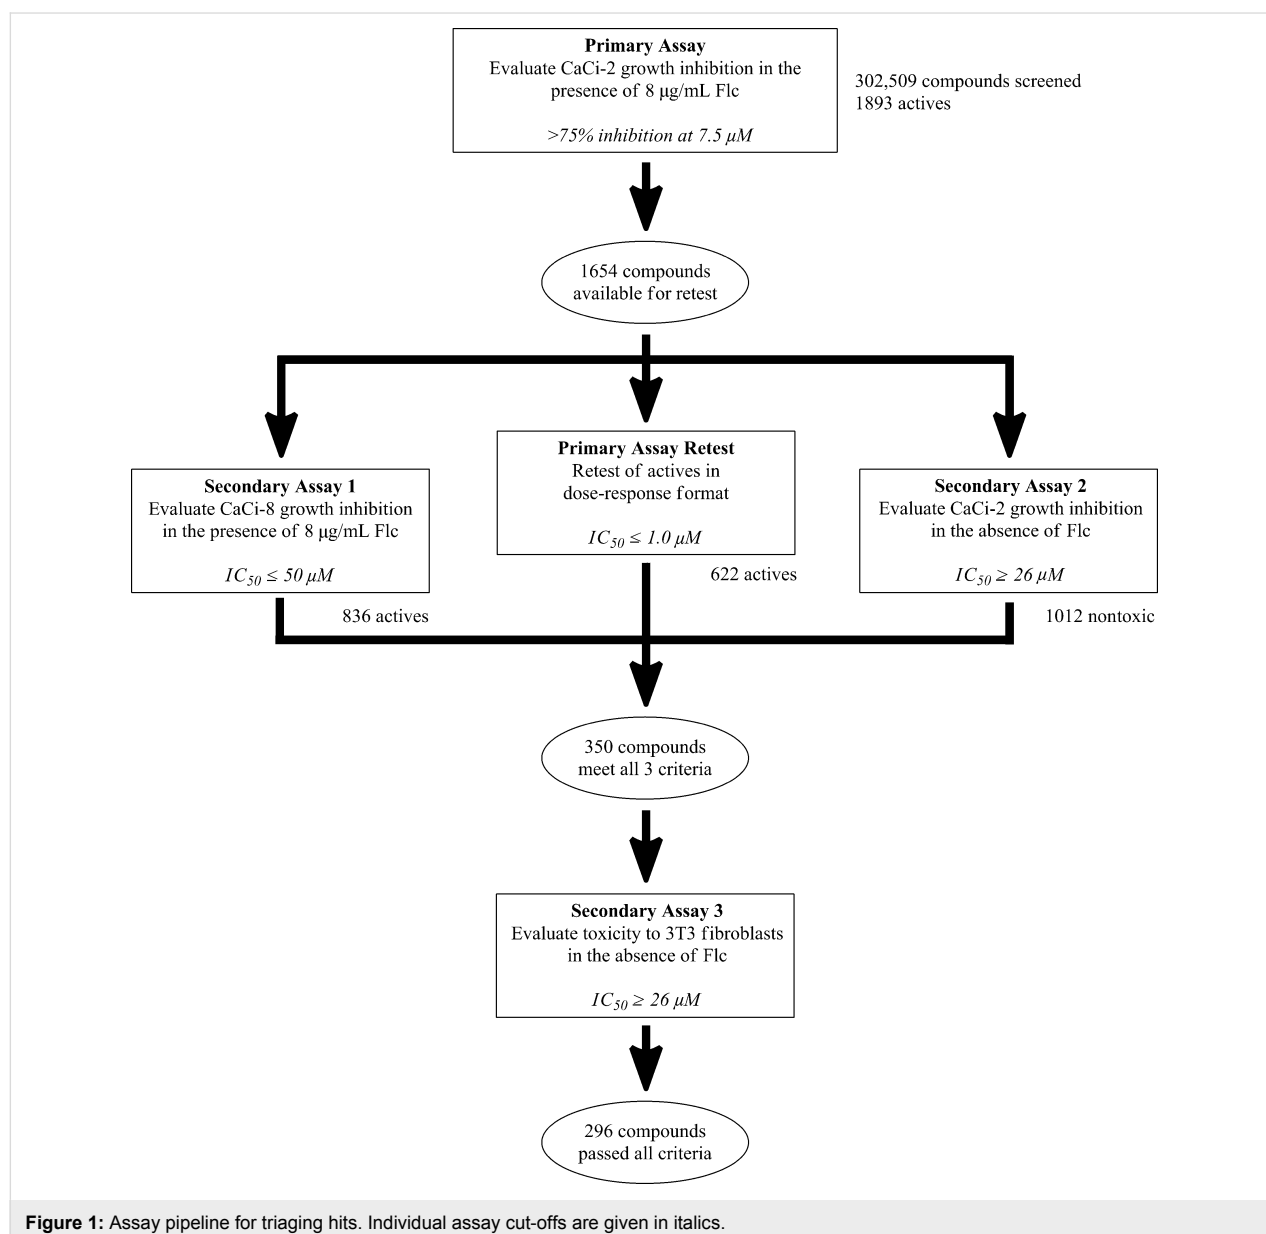 Primary Assay
Evaluate CaCi-2 growth inhibition in the
presence of 8 µg/mL Flc
>75% inhibition at 7.5 µM
302,509 compounds screened
1893 actives
1654 compounds
available for retest
Secondary Assay 1
Evaluate CaCi-8 growth inhibition
in the presence of 8 µg/mL Flc
IC50 ≤ 50 µM
836 actives
Primary Assay Retest
Retest of actives in
dose-response format
IC50 ≤ 1.0 µM
622 actives
Secondary Assay 2
Evaluate CaCi-2 growth inhibition
in the absence of Flc
IC50 ≥ 26 µM
1012 nontoxic
350 compounds
meet all 3 criteria
Secondary Assay 3
Evaluate toxicity to 3T3 fibroblasts
in the absence of Flc
IC50 ≥ 26 µM
296 compounds
passed all criteria
Figure 1: Assay pipeline for triaging hits. Individual assay cut-offs are given in italics.